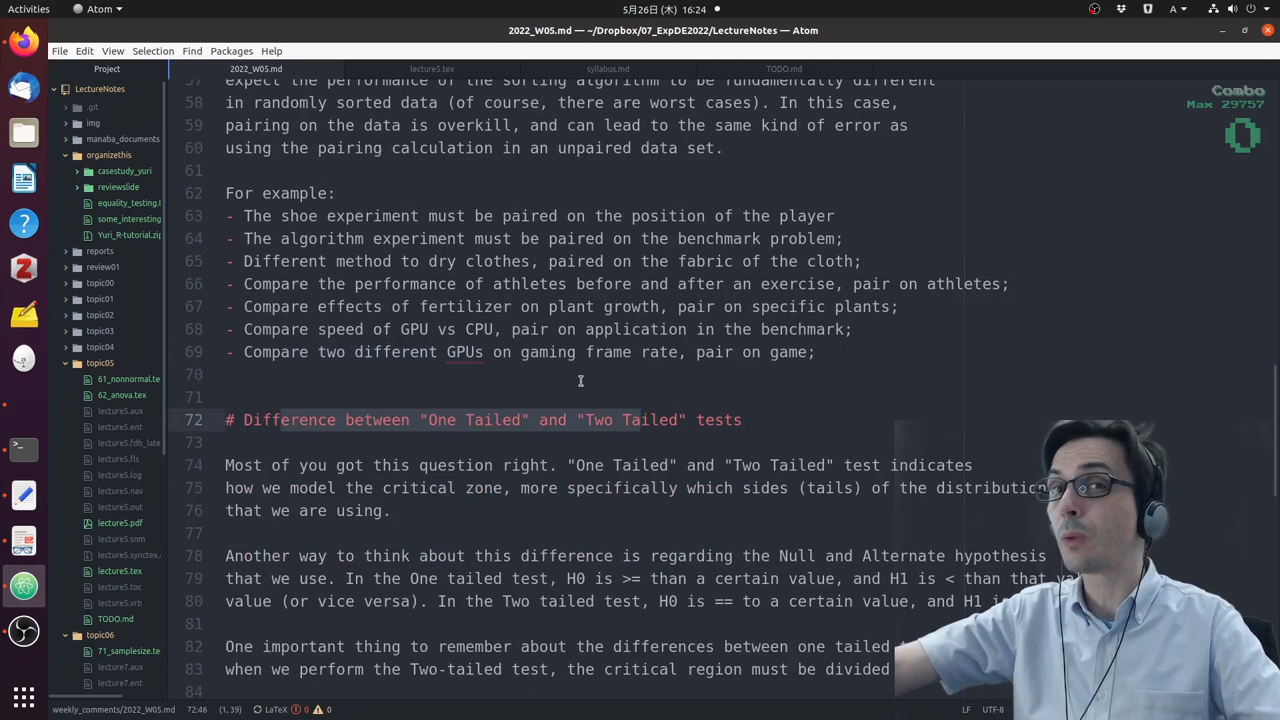 Activities
Atom
5月26日 (木) 16:24
A
2022_W05.md — ~/Dropbox/07_ExpDE2022/LectureNotes — Atom
File Edit View Selection Find Packages Help
Project
2022_W05.md
lecture5.tex
syllabus.md
TODO.md
LectureNotes
.git
img
manaba_documents
organizethis
casestudy_yuri
reviewslide
equality_testing.t
some_interesting
Yuri_R-tutorial.zip
reports
review01
topic00
topic01
topic02
topic03
topic04
topic05
61_nonnormal.te
62_anova.tex
lecture5.aux
lecture5.ent
lecture5.fdb_late
lecture5.fls
lecture5.log
lecture5.nav
lecture5.out
lecture5.pdf
lecture5.snm
lecture5.synctex.
lecture5.tex
lecture5.toc
lecture5.vrb
TODO.md
topic06
71_samplesize.te
lecture7.aux
lecture7.ent
57 expect the performance of the sorting algorithm to be fundamentally different
58 in randomly sorted data (of course, there are worst cases). In this case,
59 pairing on the data is overkill, and can lead to the same kind of error as
60 using the pairing calculation in an unpaired data set.
61
62 For example:
63 - The shoe experiment must be paired on the position of the player
64 - The algorithm experiment must be paired on the benchmark problem;
65 - Different method to dry clothes, paired on the fabric of the cloth;
66 - Compare the performance of athletes before and after an exercise, pair on athletes;
67 - Compare effects of fertilizer on plant growth, pair on specific plants;
68 - Compare speed of GPU vs CPU, pair on application in the benchmark;
69 - Compare two different GPUs on gaming frame rate, pair on game;
70
71
72 # Difference between "One Tailed" and "Two Tailed" tests
73
74 Most of you got this question right. "One Tailed" and "Two Tailed" test indicates
75 how we model the critical zone, more specifically which sides (tails) of the distribution
76 that we are using.
77
78 Another way to think about this difference is regarding the Null and Alternate hypothesis
79 that we use. In the One tailed test, H0 is >= than a certain value, and H1 is < than that
80 value (or vice versa). In the Two tailed test, H0 is == to a certain value, and H1
81
82 One important thing to remember about the differences between one tailed
83 when we perform the Two-tailed test, the critical region must be divided
84
Combo
Max 29757
0
weekly_comments/2022_W05.md 72:46 (1, 39) LaTeX 0 0
LF UTF-8